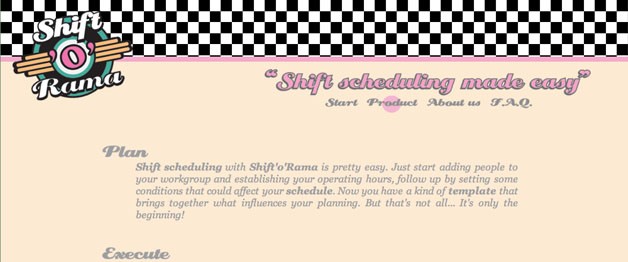 Shift
'O'
Rama
“Shift scheduling made easy”
Start Product About us F.A.Q.
Plan
Shift scheduling with Shift'o'Rama is pretty easy. Just start adding people to
your workgroup and establishing your operating hours, follow up by setting some
conditions that could affect your schedule. Now you have a kind of template that
brings together what influences your planning. But that's not all... It's only the
beginning!
Execute